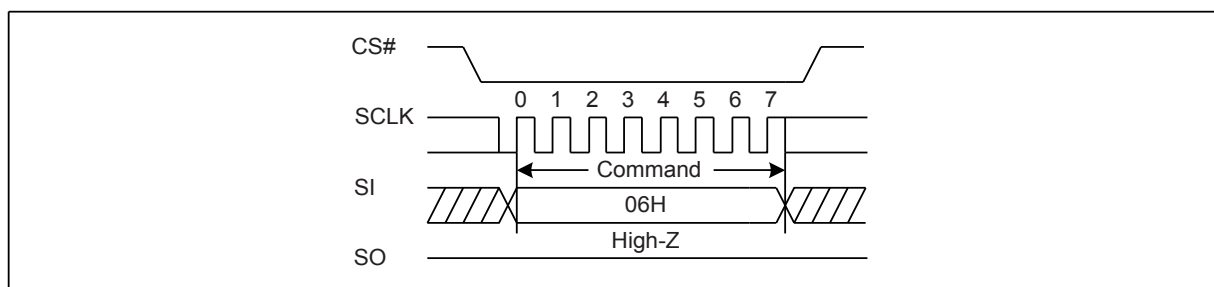 CS#
0 1 2 3 4 5 6 7
SCLK
Command
SI
06H
High-Z
SO